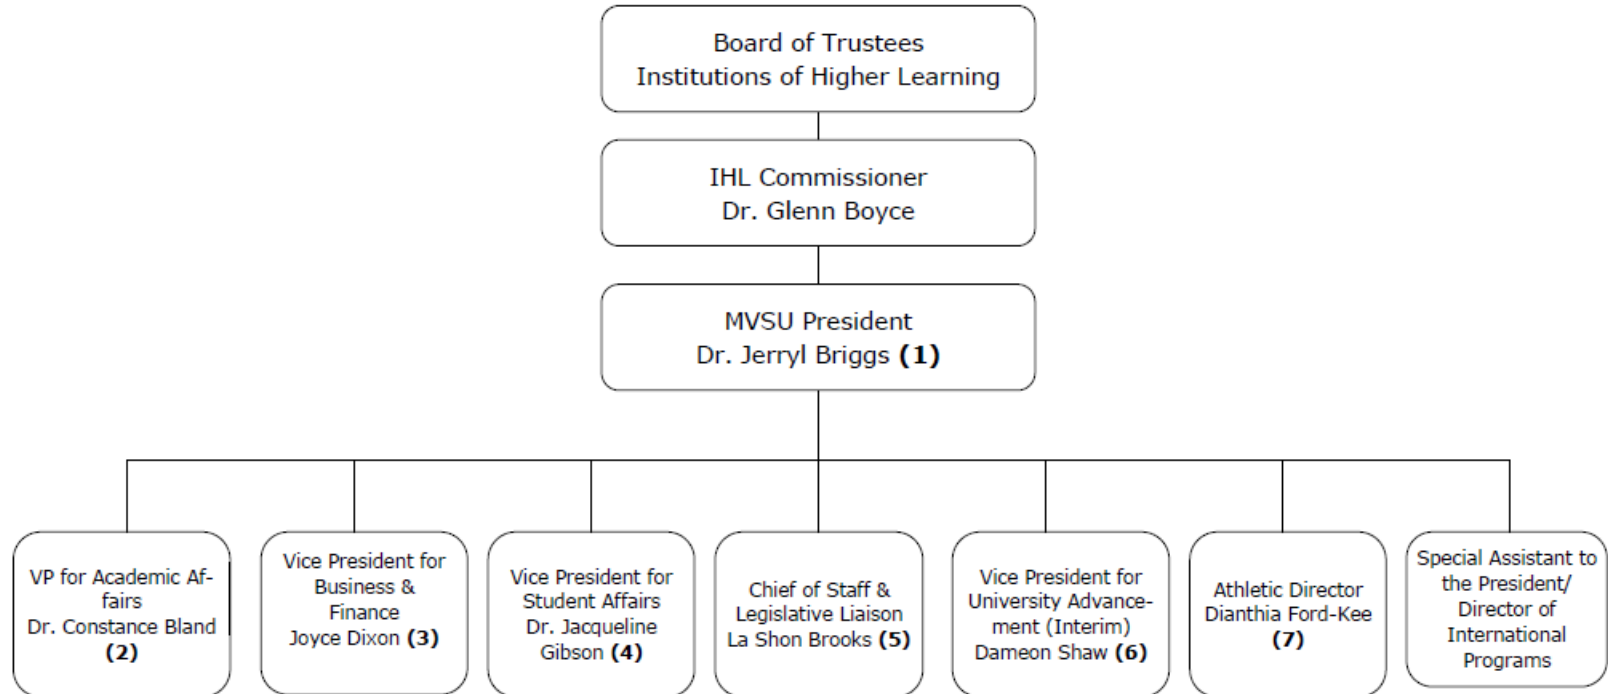 Board of Trustees
Institutions of Higher Learning
IHL Commissioner
Dr. Glenn Boyce
MVSU President
Dr. Jerryl Briggs (1)
VP for Academic Af-
fairs
Dr. Constance Bland
(2)
Vice President for
Business &
Finance
Joyce Dixon (3)
Vice President for
Student Affairs
Dr. Jacqueline
Gibson (4)
Chief of Staff &
Legislative Liaison
La Shon Brooks (5)
Vice President for
University Advance-
ment (Interim)
Dameon Shaw (6)
Athletic Director
Dianthia Ford-Kee
(7)
Special Assistant to
the President/
Director of
International
Programs